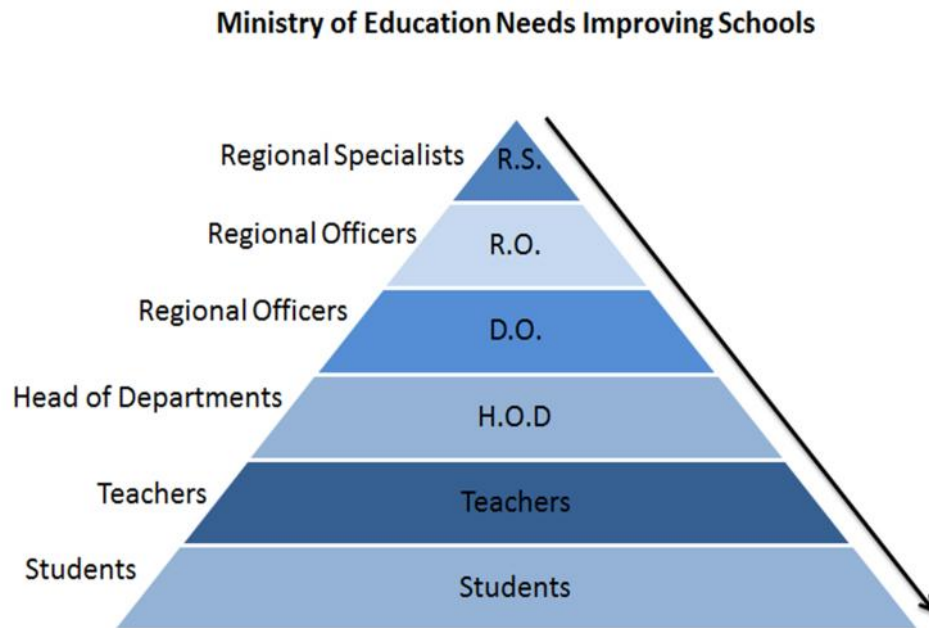 Ministry of Education Needs Improving Schools
Regional Specialists R.S.
Regional Officers R.O.
Regional Officers D.O.
Head of Departments H.O.D
Teachers Teachers
Students Students